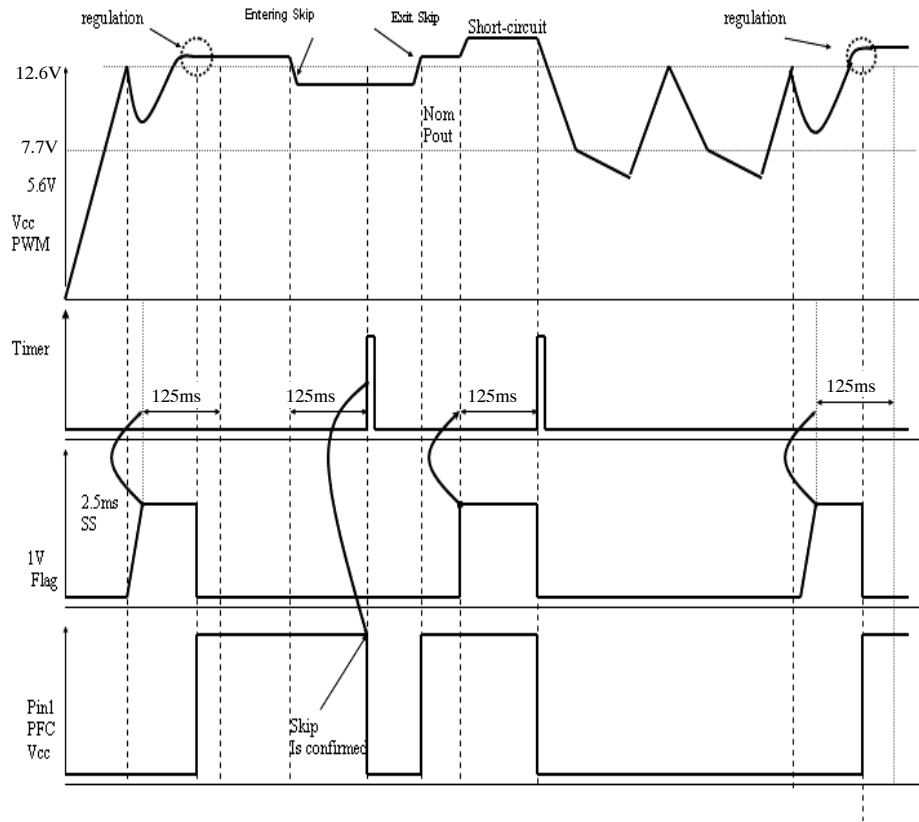 regulation
Entering Skip
Exit Skip
Short-circuit
regulation
12.6V
Nom
Pout
7.7V
5.6V
Vcc
PWM
Timer
125ms
125ms
125ms
125ms
2.5ms
SS
1V
Flag
Pin1
PFC
Vcc
Skip
Is confirmed